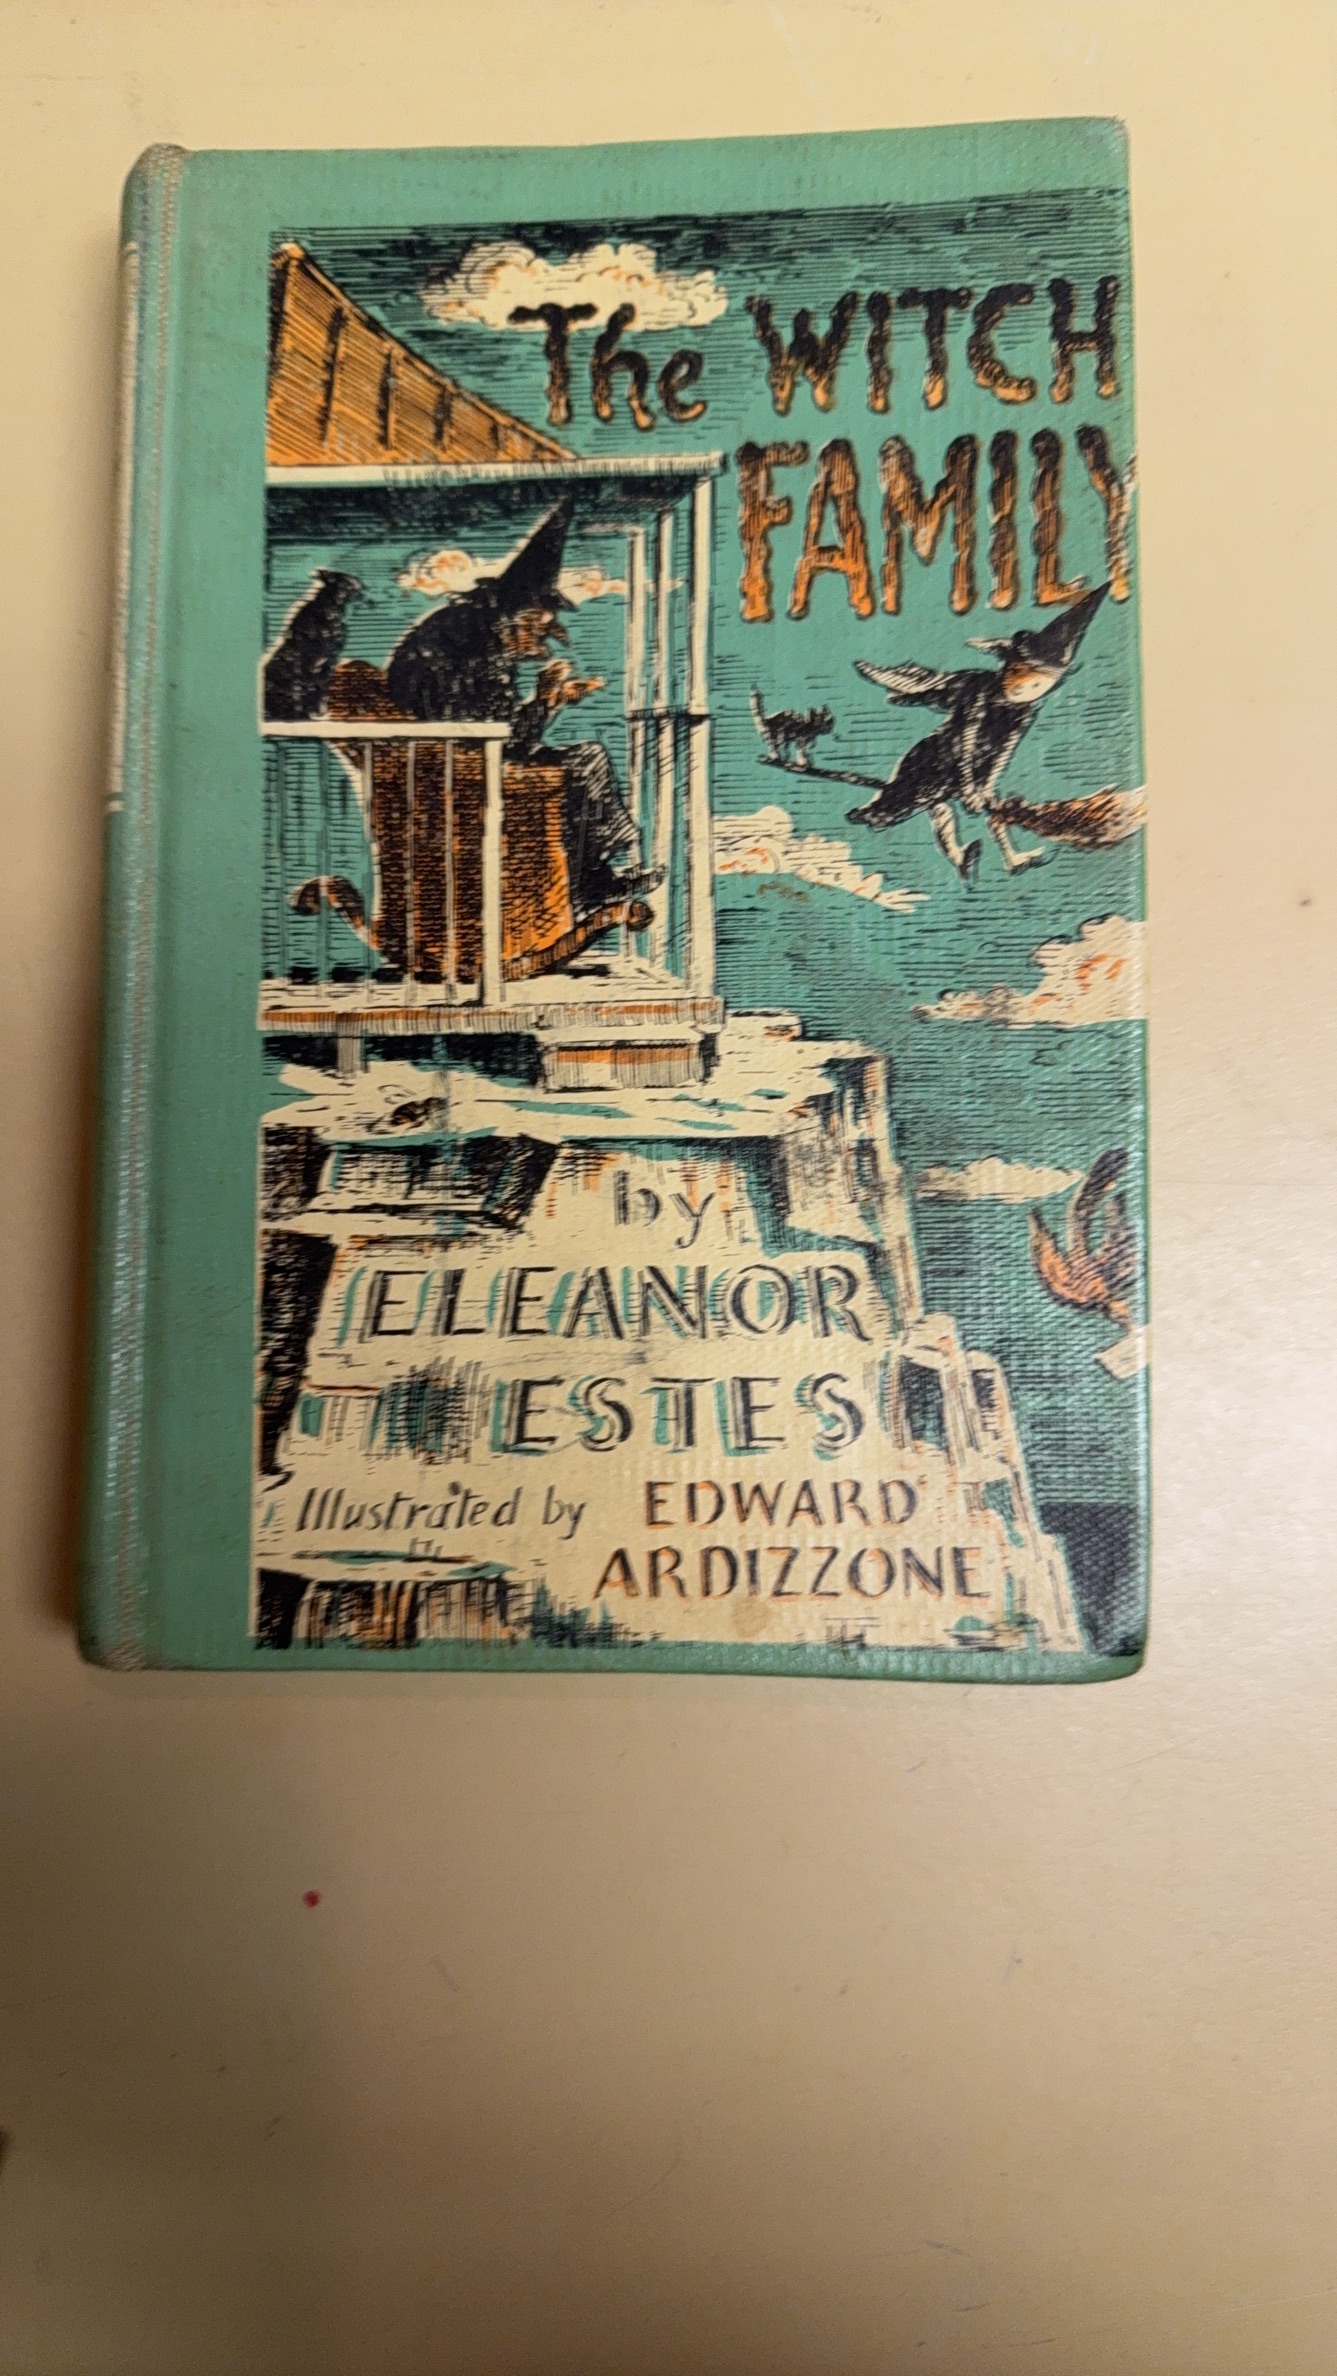 The WITCH
FAMILY
by
ELEANOR
ESTES
Illustrated by EDWARD
ARDIZZONE